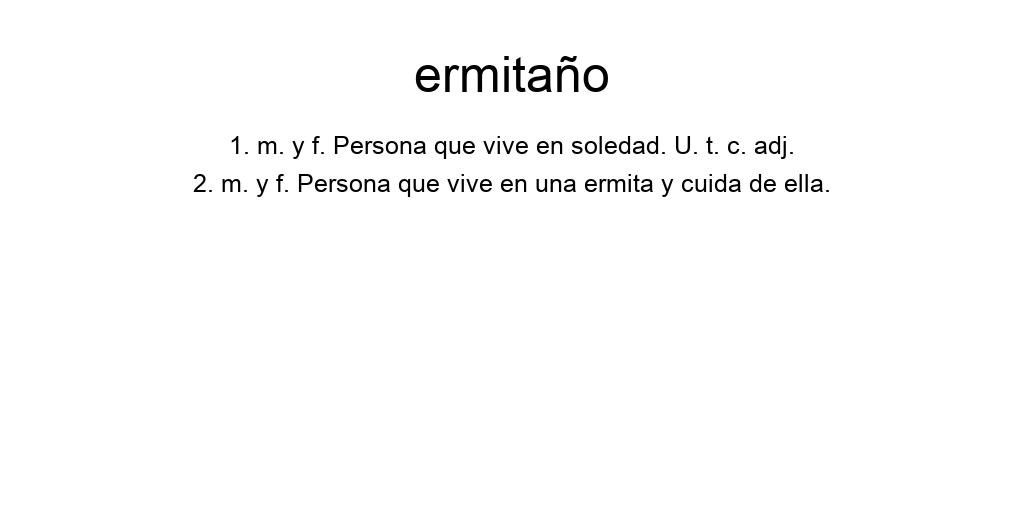 ermitaño
1. m. y f. Persona que vive en soledad. U. t. c. adj.
2. m. y f. Persona que vive en una ermita y cuida de ella.